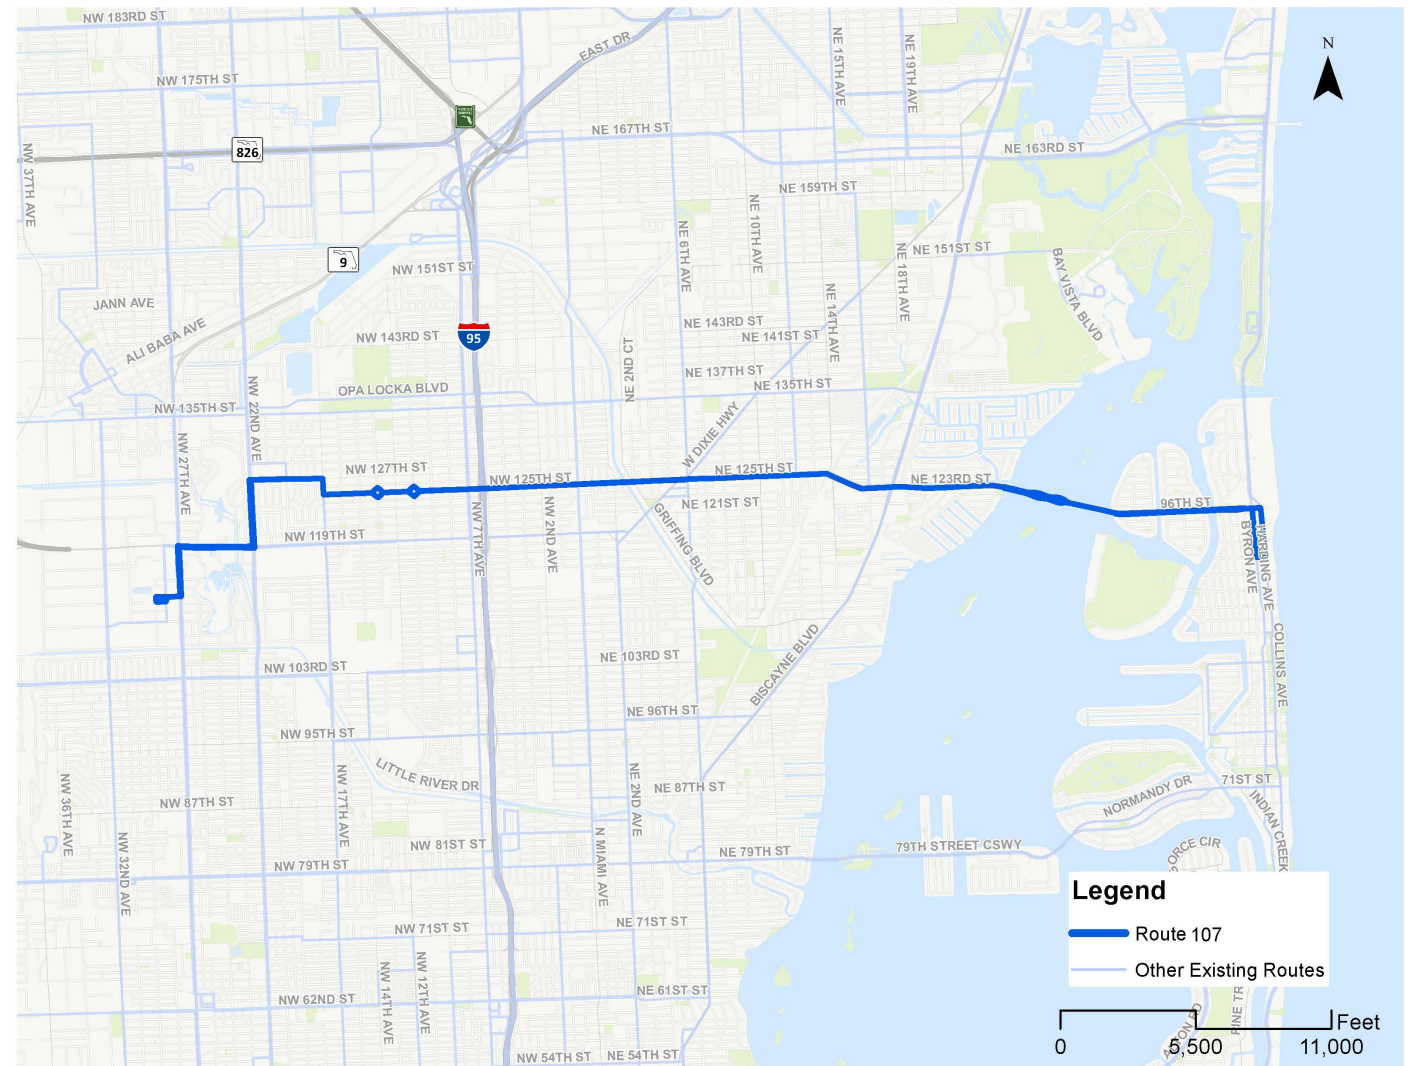 NW 183RD ST
EAST DR
NE 15TH AVE
NE 19TH AVE
N
NW 175TH ST
NE 167TH ST
826
NE 163RD ST
NW 37TH AVE
NE 159TH ST
NE 10TH AVE
NE 6TH AVE
NE 18TH AVE
NE 151ST ST
BAY VISTA BLVD
9
NW 151ST ST
JANN AVE
ALI BABA AVE
95
NW 143RD ST
NE 143RD ST
NE 141ST ST
NE 14TH AVE
NE 2ND CT
NE 137TH ST
NE 135TH ST
OPA LOCKA BLVD
NW 135TH ST
NW 22ND AVE
NW 27TH AVE
W DIXIE HWY
NW 127TH ST
NW 125TH ST
NE 125TH ST
NE 123RD ST
96TH ST
NE 121ST ST
NW 2ND AVE
NW 7TH AVE
GRIFFING BLVD
NW 119TH ST
BYRON AVE
HARDING AVE
COLLINS AVE
NW 103RD ST
NE 103RD ST
BISCAYNE BLVD
NE 96TH ST
NW 95TH ST
LITTLE RIVER DR
NE 87TH ST
NW 87TH ST
NW 36TH AVE
NW 17TH AVE
NE 2ND AVE
71ST ST
NORMANDY DR
INDIAN CREEK
NW 81ST ST
NE 79TH ST
79TH STREET CSWY
NW 79TH ST
NW 32ND AVE
N MIAMI AVE
ORCE CIR
NW 71ST ST
NE 71ST ST
NW 14TH AVE
NW 12TH AVE
NW 62ND ST
NE 61ST ST
NW 54TH ST
NE 54TH ST
PINE TR
Legend
Route 107
Other Existing Routes
Feet
0
5,500
11,000